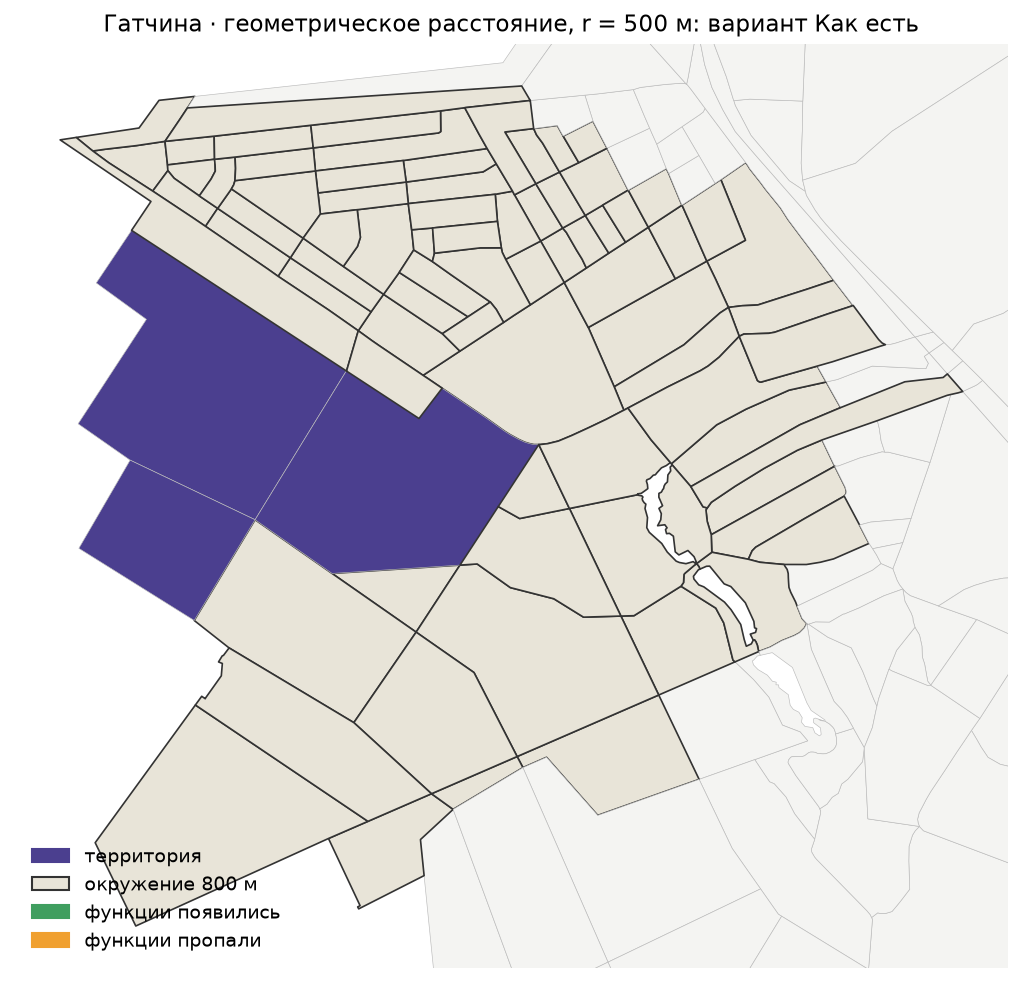 Гатчина · геометрическое расстояние, r = 500 м: вариант Как есть
территория
окружение 800 м
функции появились
функции пропали